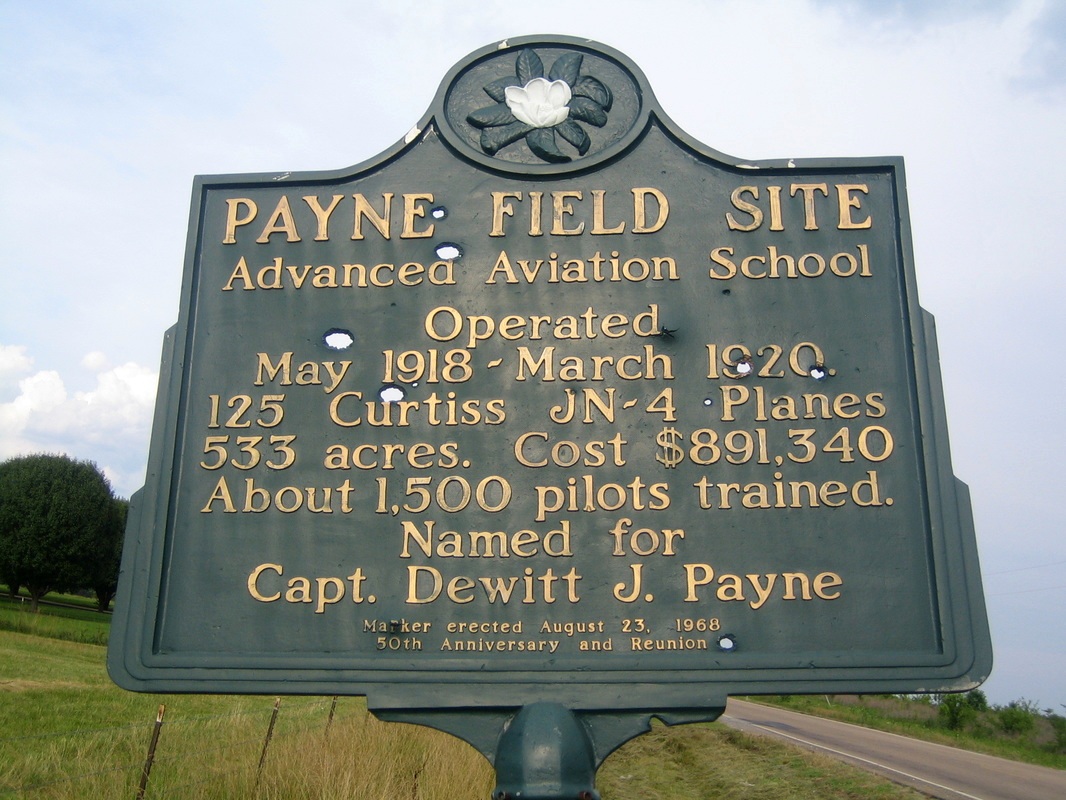 PAYNE FIELD SITE
Advanced Aviation School
Operated
May 1918 - March 1920.
125 Curtiss JN-4 Planes
533 acres. Cost $891,340
About 1,500 pilots trained.
Named for
Capt. Dewitt J. Payne
Marker erected August 23, 1968
50th Anniversary and Reunion